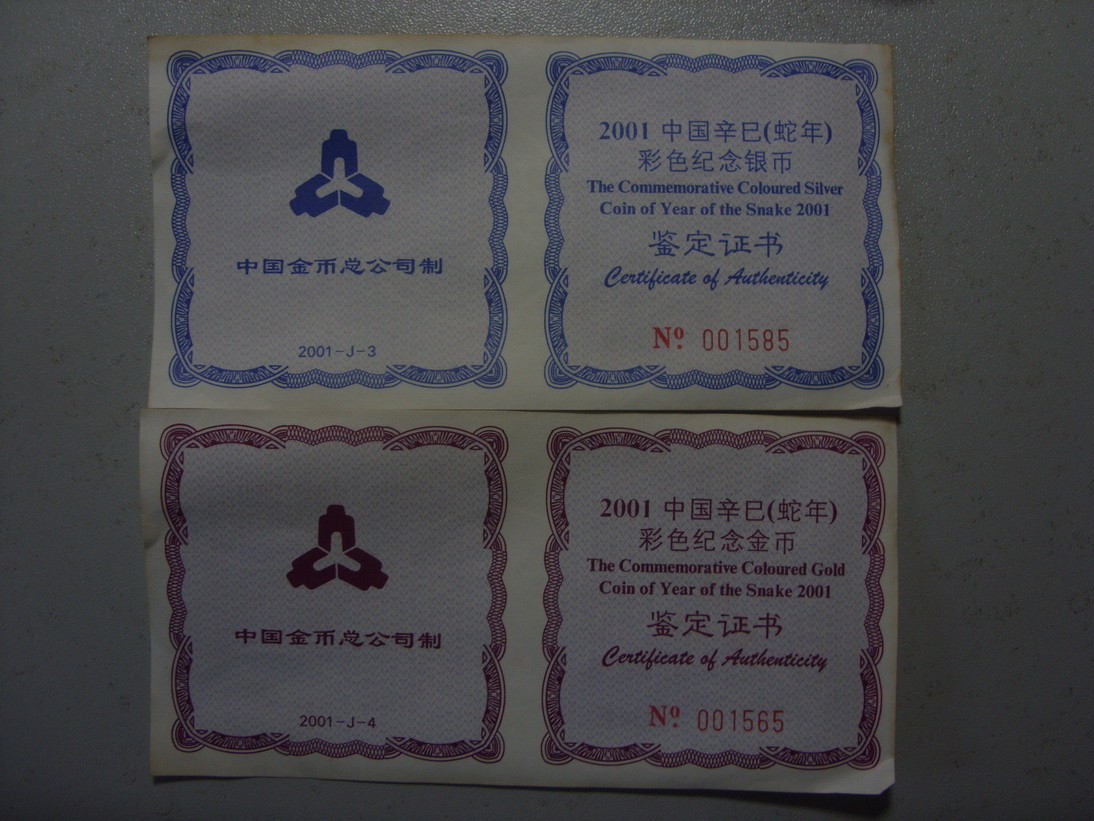 中国金币总公司制
2001-J-3
2001 中国辛巳(蛇年)
彩色纪念银币
The Commemorative Coloured Silver
Coin of Year of the Snake 2001
鉴定证书
Certificate of Authenticity
Nº 001585
中国金币总公司制
2001-J-4
2001 中国辛巳(蛇年)
彩色纪念金币
The Commemorative Coloured Gold
Coin of Year of the Snake 2001
鉴定证书
Certificate of Authenticity
Nº 001565